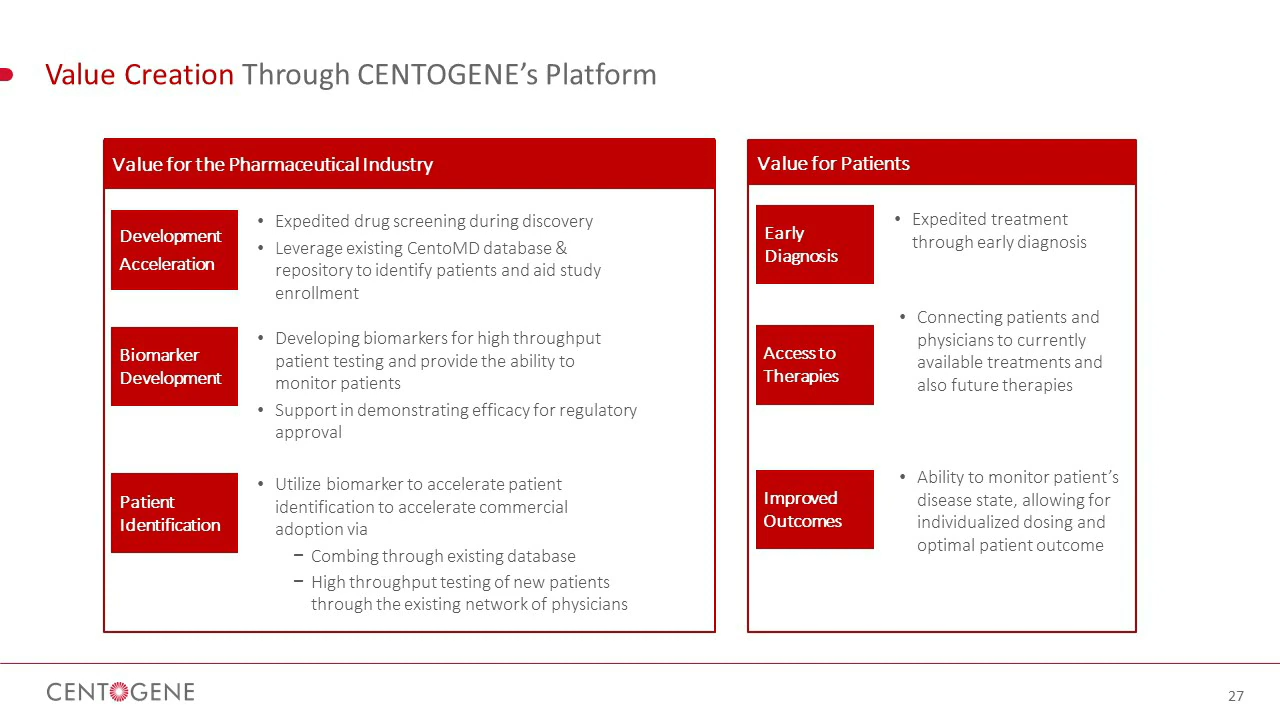 Value Creation Through CENTOGENE’s Platform
Value for the Pharmaceutical Industry
Development
Acceleration
• Expedited drug screening during discovery
• Leverage existing CentoMD database &
repository to identify patients and aid study
enrollment
Biomarker
Development
• Developing biomarkers for high throughput
patient testing and provide the ability to
monitor patients
• Support in demonstrating efficacy for regulatory
approval
Patient
Identification
• Utilize biomarker to accelerate patient
identification to accelerate commercial
adoption via
− Combing through existing database
− High throughput testing of new patients
through the existing network of physicians
Value for Patients
Early
Diagnosis
• Expedited treatment
through early diagnosis
Access to
Therapies
• Connecting patients and
physicians to currently
available treatments and
also future therapies
Improved
Outcomes
• Ability to monitor patient’s
disease state, allowing for
individualized dosing and
optimal patient outcome
CENTOGENE
27